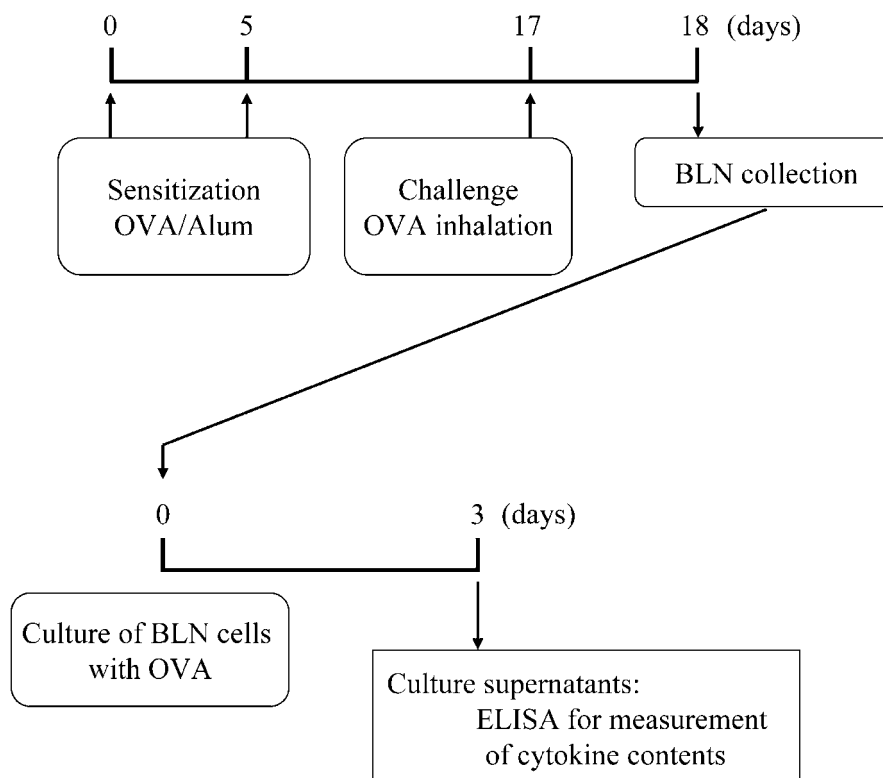 0 5 17 18 (days)
Sensitization
OVA/Alum
Challenge
OVA inhalation
BLN collection
0 3 (days)
Culture of BLN cells
with OVA
Culture supernatants:
ELISA for measurement
of cytokine contents